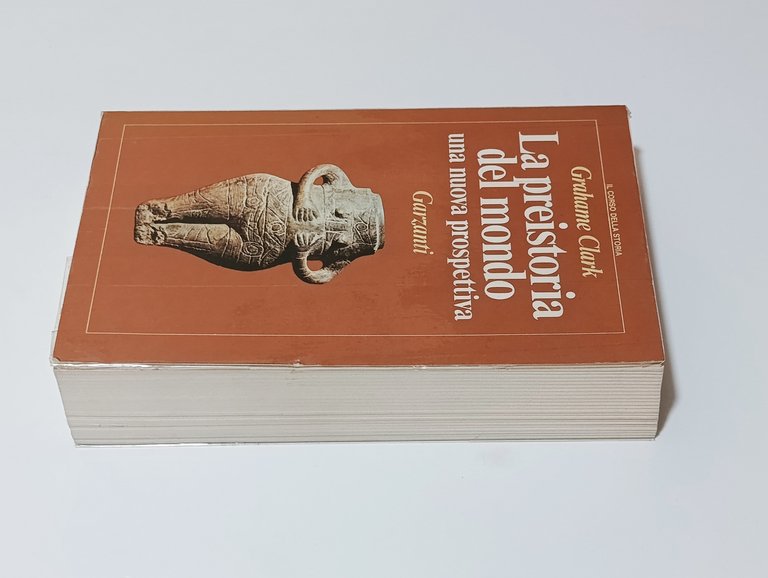 IL CORSO DELLA STORIA
Grahame Clark
La preistoria
del mondo
una nuova prospettiva
Garzanti